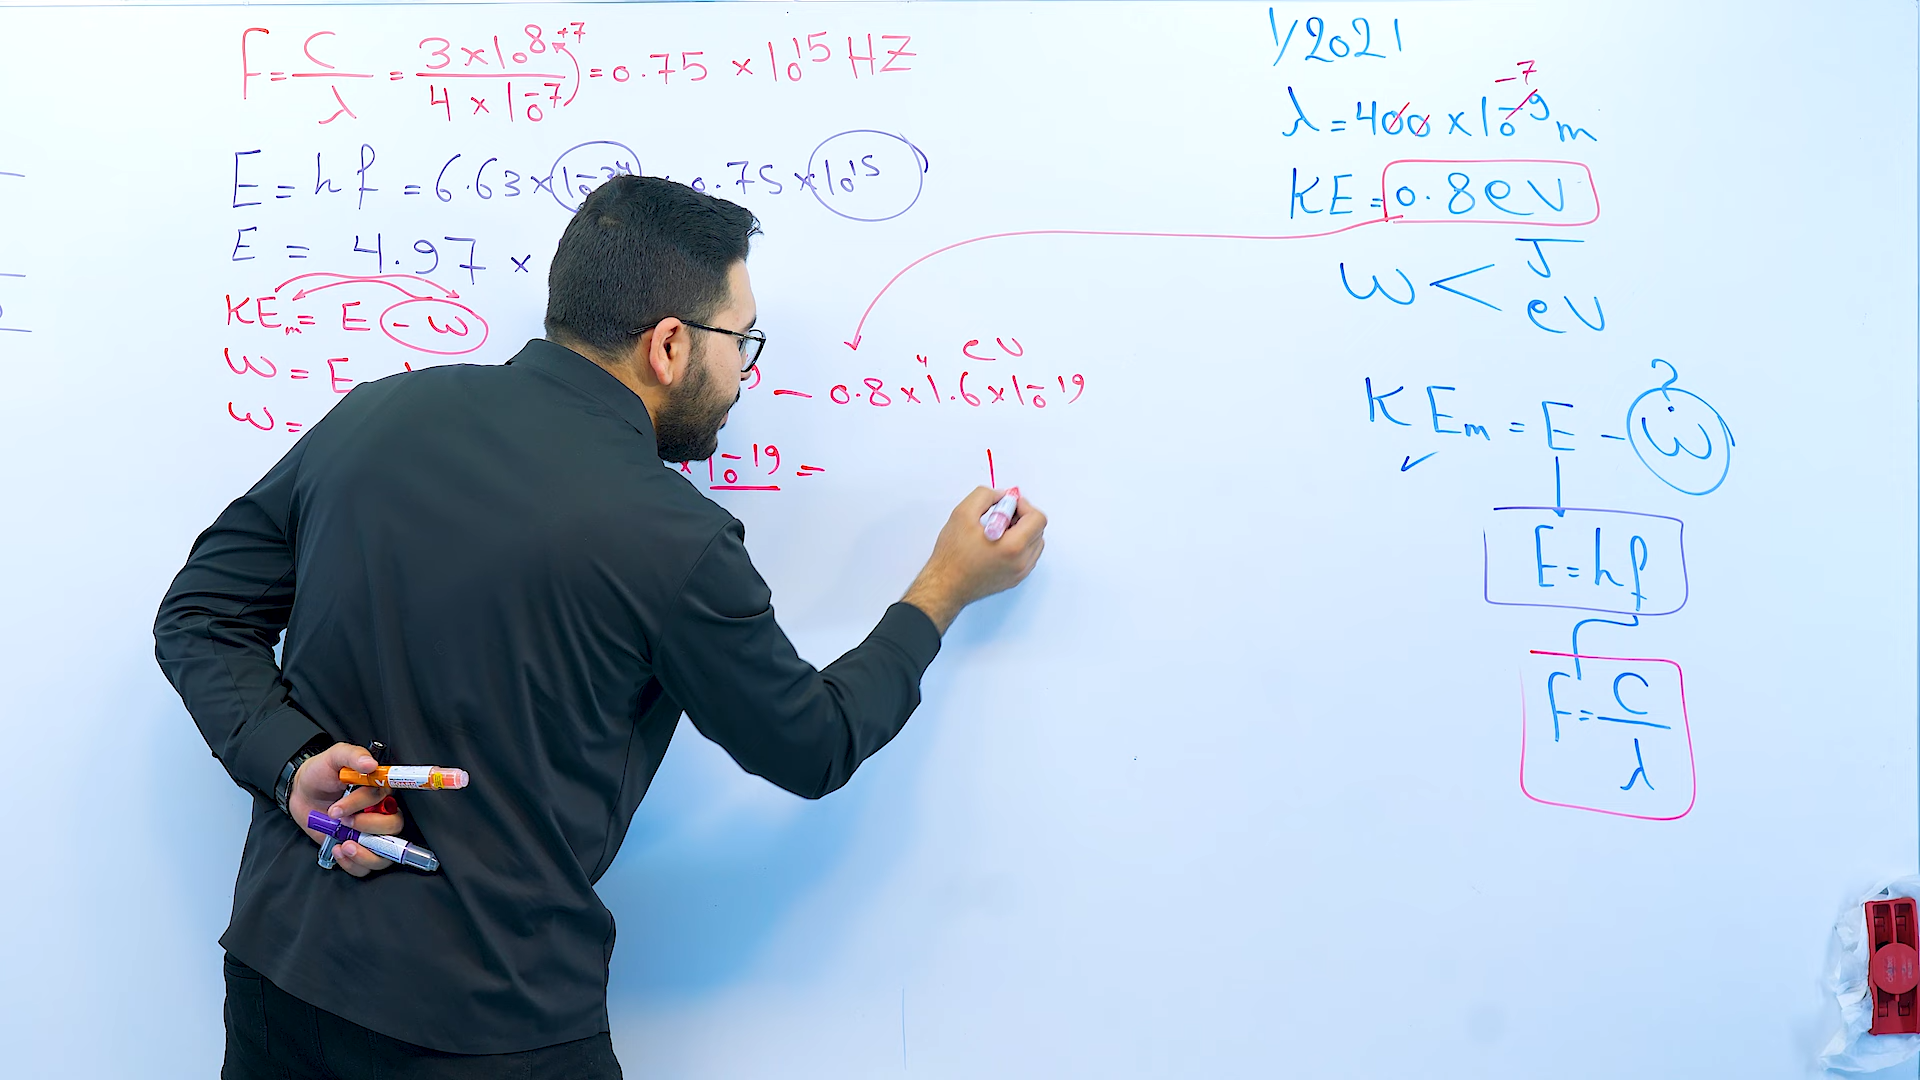 F = C/λ = 3 × 10^8 +7 / 4 × 10^-7 = 0.75 × 10^15 HZ
E = hf = 6.63 × 10^-34 0.75 × 10^15
E = 4.97 ×
KEm = E - w
w = E - 0.8 × 1.6 × 10^-19
eV
w =
× 10^-19 =
1/2021
-7
λ = 400 × 10^-9 m
KE = 0.8eV
w < J
eV
?
KEm = E - w
✓
E = hf
F = C/λ